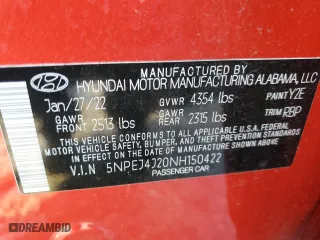 HYUNDAI MOTOR MANUFACTURING ALABAMA, LLC
MANUFACTURED BY
Jan/27/22 GVWR 4354 lbs PAINT Y2E
GAWR FRONT 2513 lbs GAWR REAR 2315 lbs TRIM RBP
THIS VEHICLE CONFORMS TO ALL APPLICABLE FEDERAL MOTOR
VEHICLE SAFETY, BUMPER, AND THEFT PREVENTION STANDARDS
IN EFFECT ON THE DATE OF MANUFACTURE SHOWN ABOVE.
V.I.N 5NPEJ4J20NH150422
PASSENGER CAR